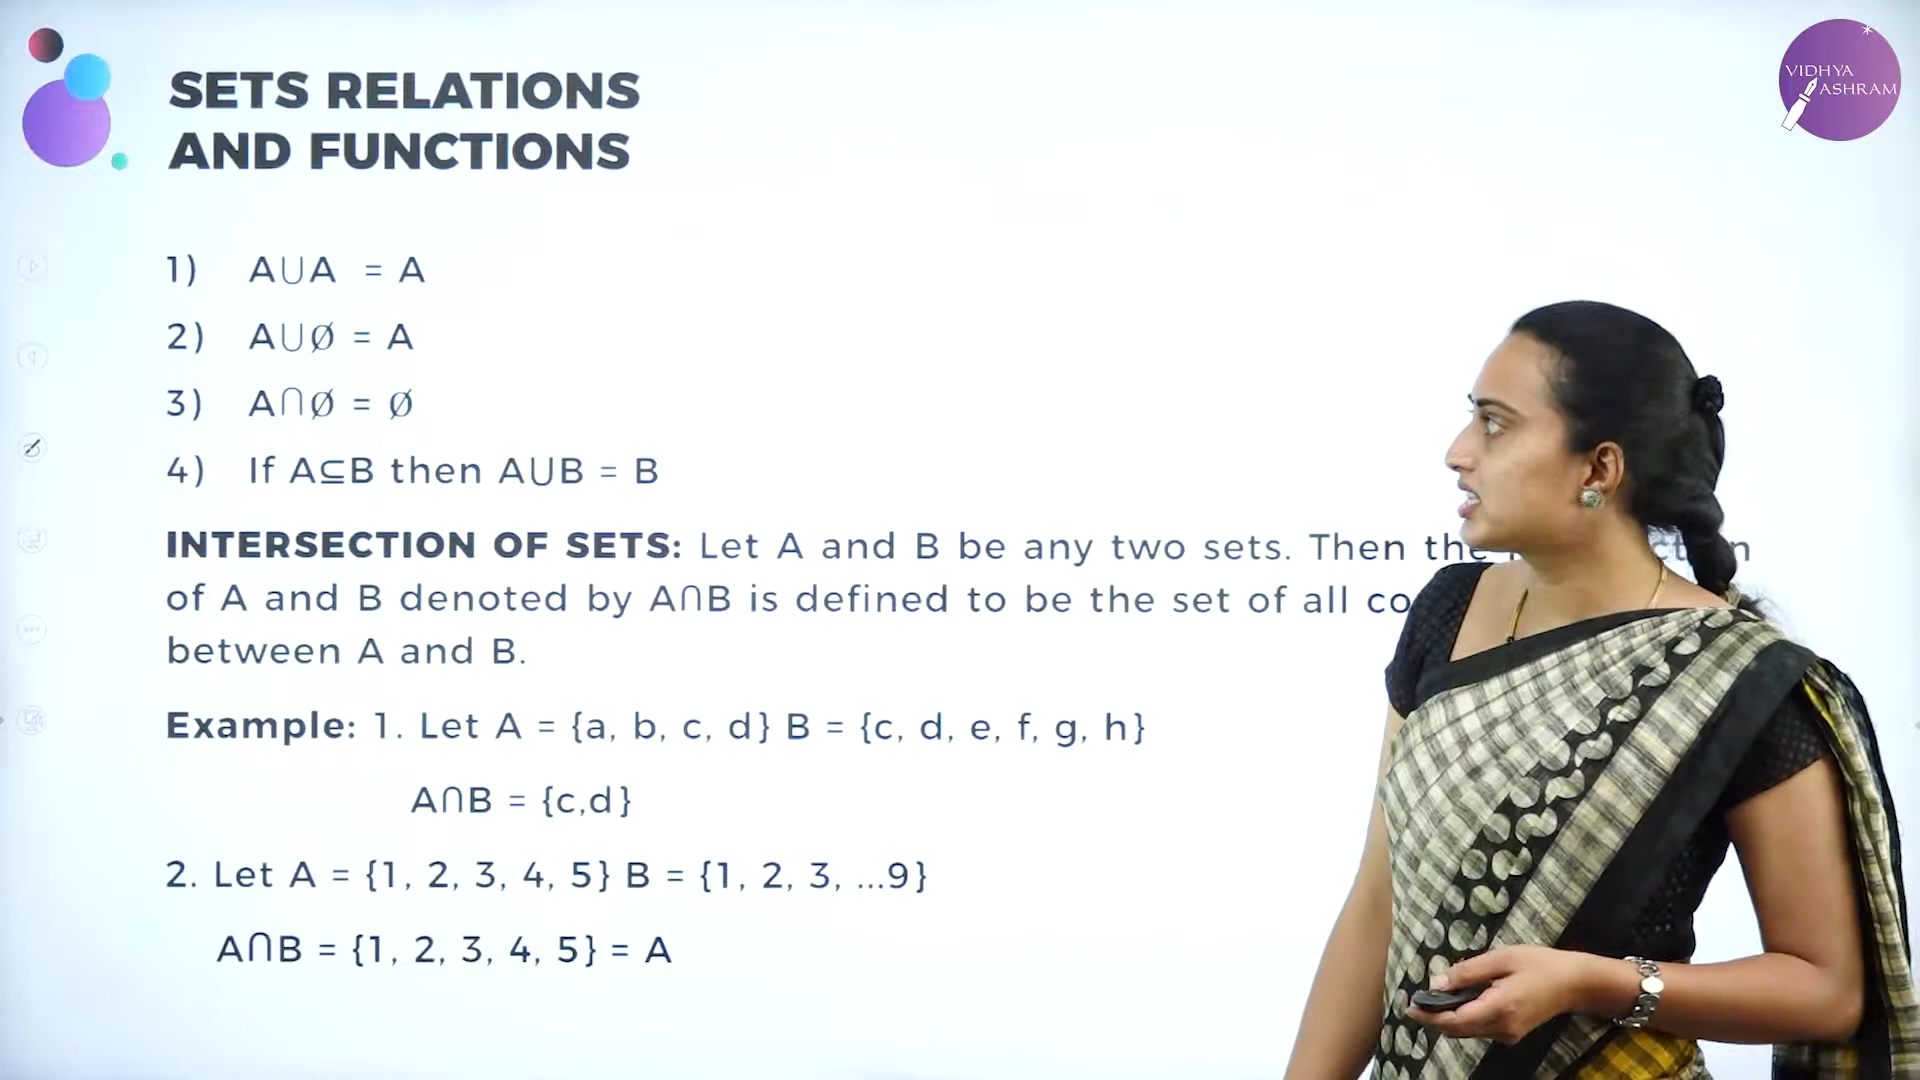 SETS RELATIONS
AND FUNCTIONS
VIDHYA
ASHRAM
1) A∪A = A
2) A∪Ø = A
3) A∩Ø = Ø
4) If A⊆B then A∪B = B
INTERSECTION OF SETS: Let A and B be any two sets. Then the
of A and B denoted by A∩B is defined to be the set of all
between A and B.
Example: 1. Let A = {a, b, c, d} B = {c, d, e, f, g, h}
A∩B = {c,d}
2. Let A = {1, 2, 3, 4, 5} B = {1, 2, 3, ...9}
A∩B = {1, 2, 3, 4, 5} = A